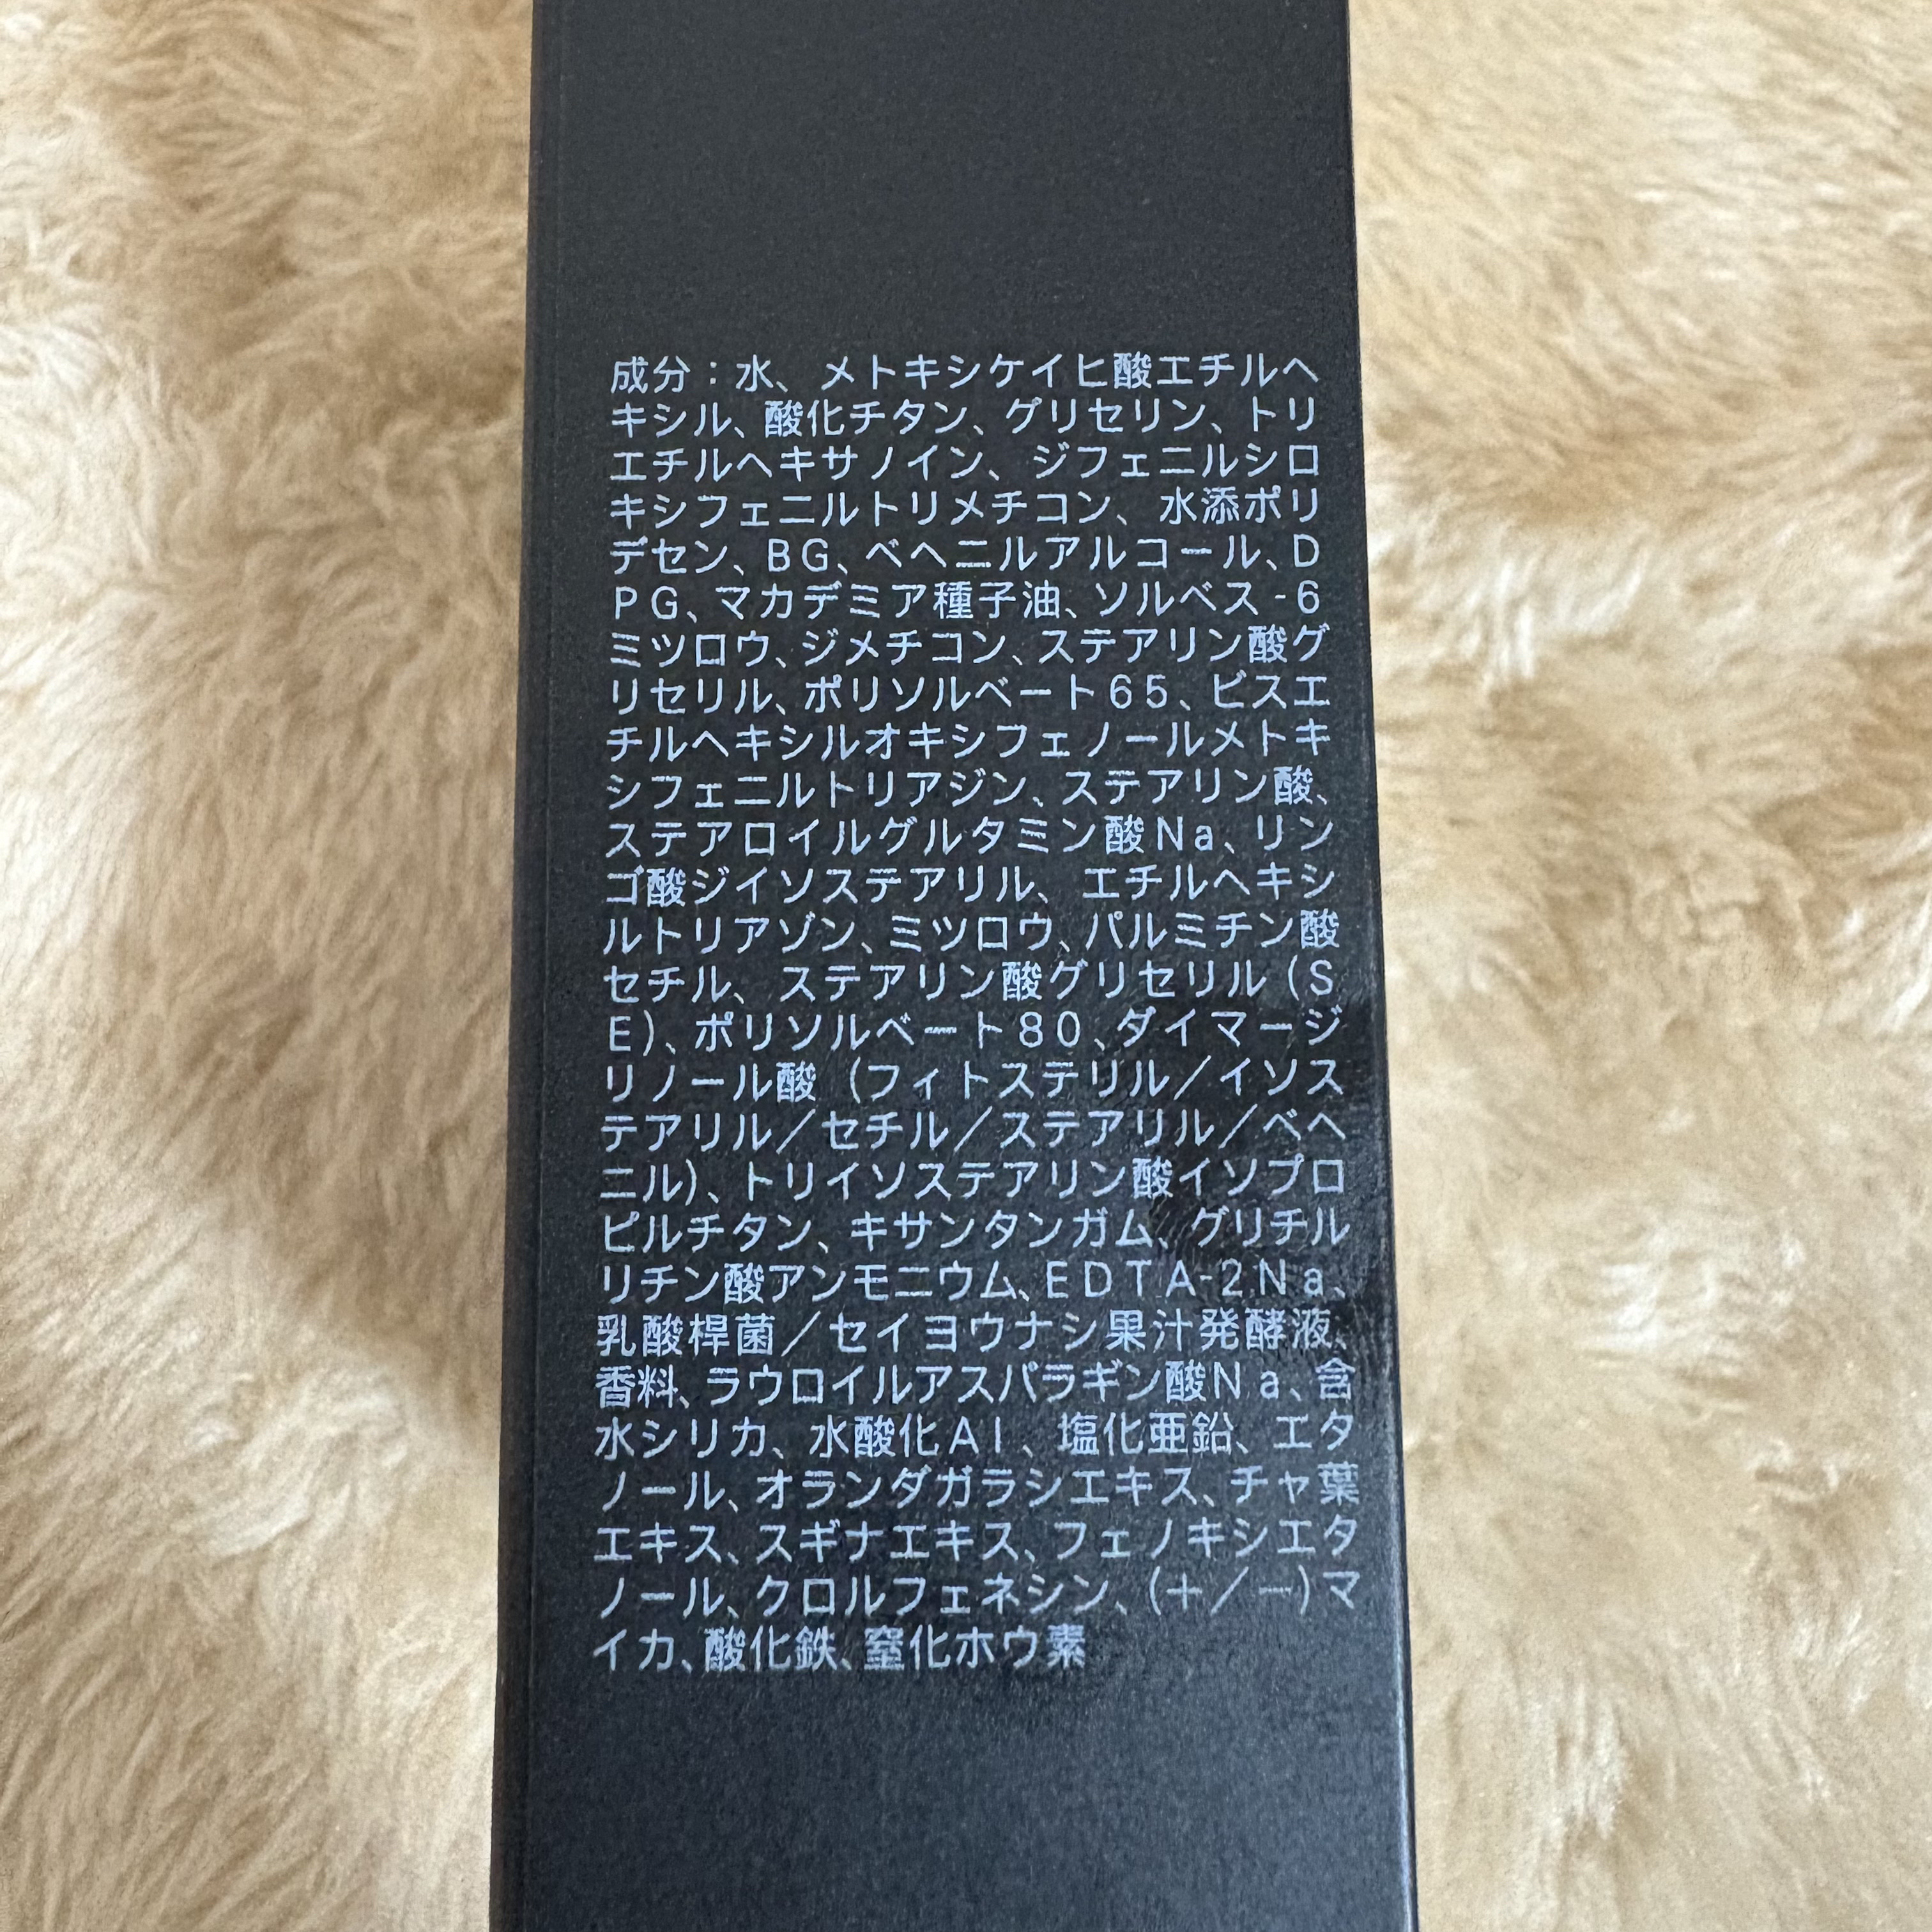 成分：水、メトキシケイヒ酸エチルヘ
キシル、酸化チタン、グリセリン、トリ
エチルヘキサノイン、ジフェニルシロ
キシフェニルトリメチコン、水添ポリ
デセン、BG、ベヘニルアルコール、D
PG、マカデミア種子油、ソルベス-6
ミツロウ、ジメチコン、ステアリン酸グ
リセリル、ポリソルベート65、ビスエ
チルヘキシルオキシフェノールメトキ
シフェニルトリアジン、ステアリン酸、
ステアロイルグルタミン酸Na、リン
ゴ酸ジイソステアリル、エチルヘキシ
ルトリアゾン、ミツロウ、パルミチン酸
セチル、ステアリン酸グリセリル（S
E）、ポリソルベート80、ダイマージ
リノール酸（フィトステリル／イソス
テアリル／セチル／ステアリル／ベヘ
ニル）、トリイソステアリン酸イソプロ
ピルチタン、キサンタンガム、グリチル
リチン酸アンモニウム、EDTA-2Na、
乳酸桿菌／セイヨウナシ果汁発酵液、
香料、ラウロイルアスパラギン酸Na、含
水シリカ、水酸化Al、塩化亜鉛、エタ
ノール、オランダガラシエキス、チャ葉
エキス、スギナエキス、フェノキシエタ
ノール、クロルフェネシン、（＋／－）マ
イカ、酸化鉄、窒化ホウ素